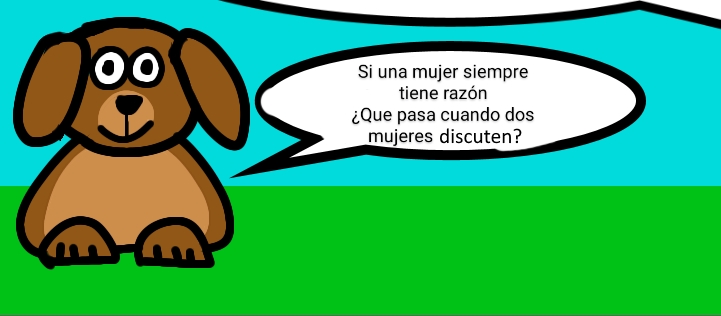 Si una mujer siempre
tiene razón
¿Que pasa cuando dos
mujeres discuten?